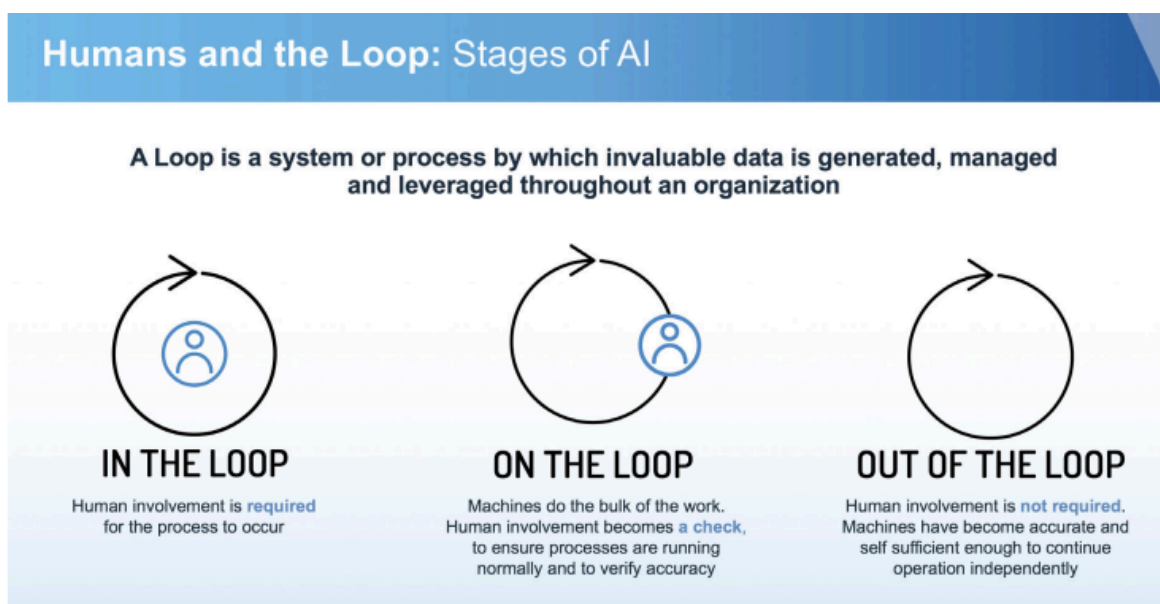 Humans and the Loop: Stages of AI
A Loop is a system or process by which invaluable data is generated, managed
and leveraged throughout an organization
IN THE LOOP
Human involvement is required
for the process to occur
ON THE LOOP
Machines do the bulk of the work.
Human involvement becomes a check,
to ensure processes are running
normally and to verify accuracy
OUT OF THE LOOP
Human involvement is not required.
Machines have become accurate and
self sufficient enough to continue
operation independently